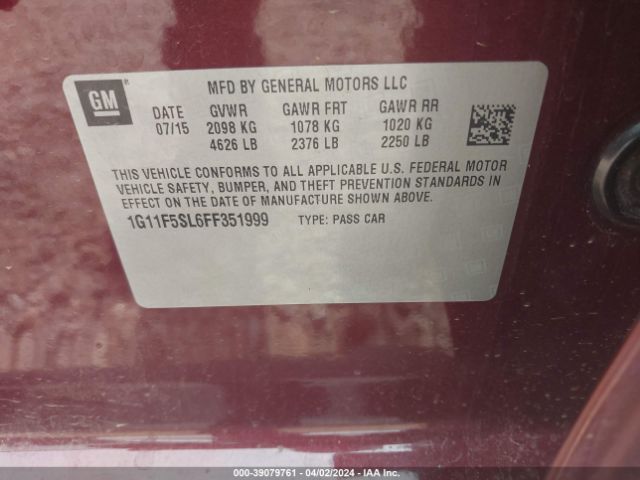 GM
MFD BY GENERAL MOTORS LLC
DATE GVWR GAWR FRT GAWR RR
07/15 2098 KG 1078 KG 1020 KG
4626 LB 2376 LB 2250 LB
THIS VEHICLE CONFORMS TO ALL APPLICABLE U.S. FEDERAL MOTOR
VEHICLE SAFETY, BUMPER, AND THEFT PREVENTION STANDARDS IN
EFFECT ON THE DATE OF MANUFACTURE SHOWN ABOVE.
1G11F5SL6FF351999 TYPE: PASS CAR
000-39079761 - 04/02/2024 - IAA Inc.